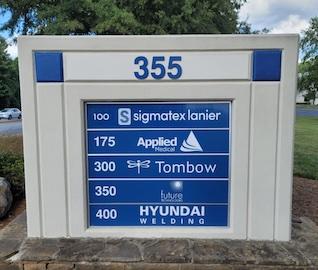 355
100 S sigmatex lanier
175 Applied
Medical
300 Tombow
350 future
400 HYUNDAI
WELDING